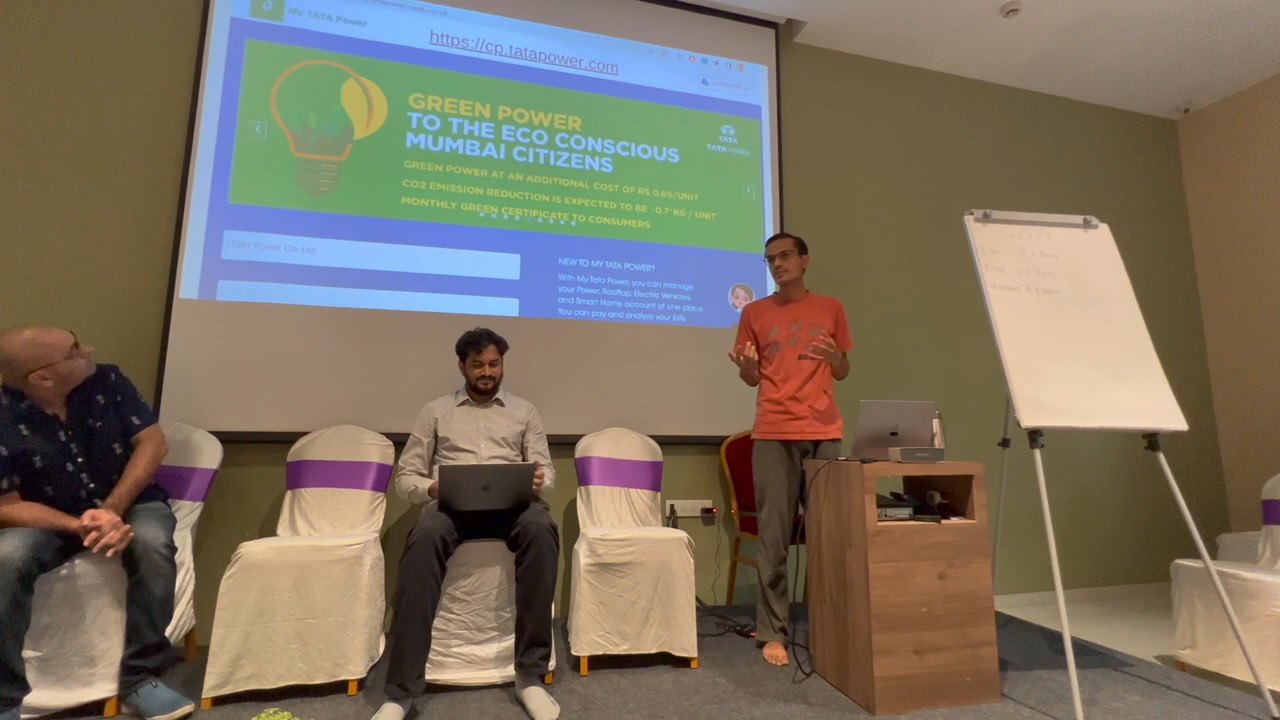 My TATA Power
https://cp.tatapower.com
GREEN POWER
TO THE ECO CONSCIOUS
MUMBAI CITIZENS
GREEN POWER AT AN ADDITIONAL COST OF RS 0.66/UNIT
CO2 EMISSION REDUCTION IS EXPECTED TO BE - 0.7 KG / UNIT
MONTHLY GREEN CERTIFICATE TO CONSUMERS
TATA
TATA POWER
Tata Power Co. Ltd.
NEW TO MY TATA POWER?
With My Tata Power, you can manage
your Power, Rooftop, Electric Vehicles,
and Smart Home account at one place.
You can pay and analyze your bills